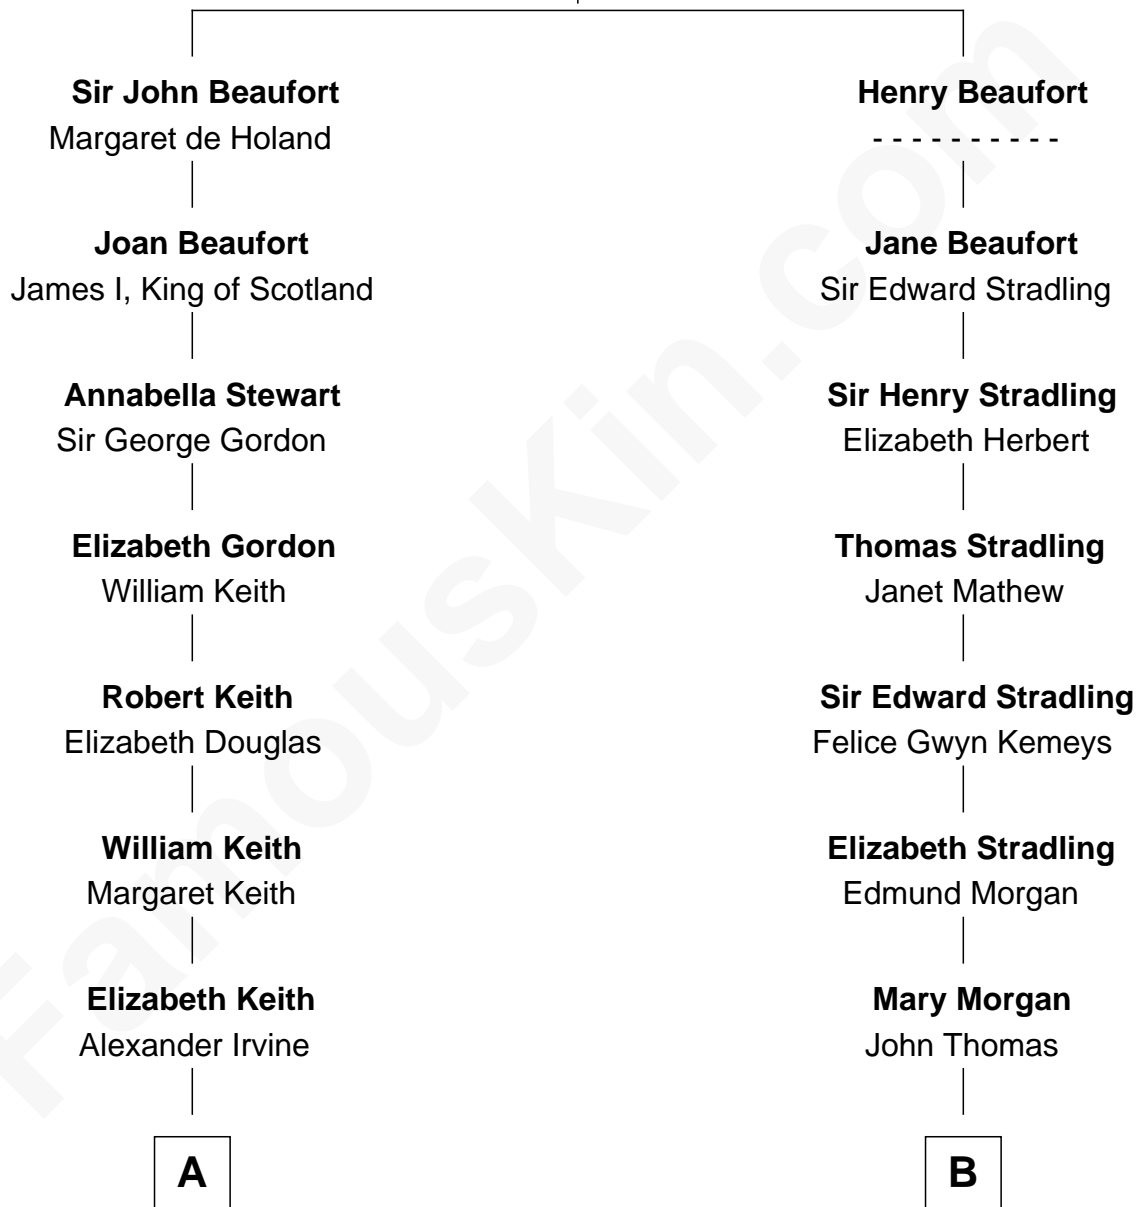 Sir John Beaufort
Margaret de Holand
Joan Beaufort
James I, King of Scotland
Annabella Stewart
Sir George Gordon
Elizabeth Gordon
William Keith
Robert Keith
Elizabeth Douglas
William Keith
Margaret Keith
Elizabeth Keith
Alexander Irvine
A
Henry Beaufort
- - - - - - - - - -
Jane Beaufort
Sir Edward Stradling
Sir Henry Stradling
Elizabeth Herbert
Thomas Stradling
Janet Mathew
Sir Edward Stradling
Felice Gwyn Kemeys
Elizabeth Stradling
Edmund Morgan
Mary Morgan
John Thomas
B
FamousKin.com